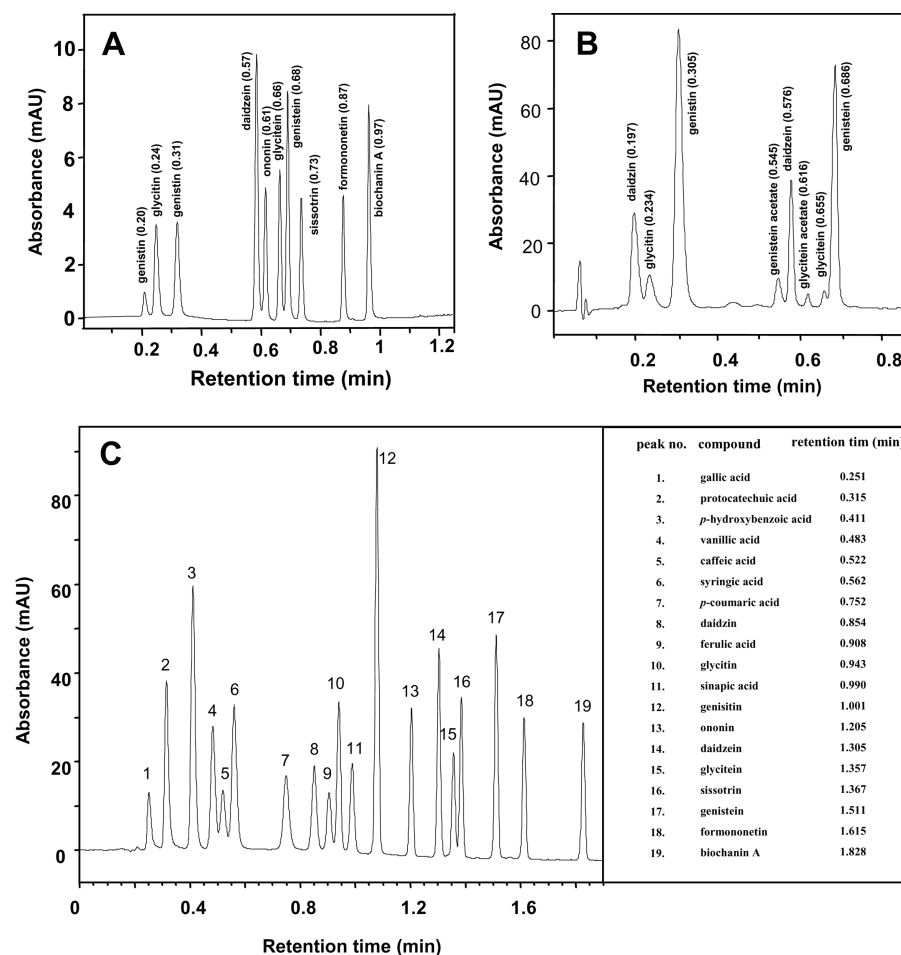 A
Absorbance (mAU)
10
8
6
4
2
0
genistin (0.20)
glycitin (0.24)
genistin (0.31)
daidzein (0.57)
ononin (0.61)
glycitein (0.66)
genistein (0.68)
sissotrin (0.73)
formononetin (0.87)
biochanin A (0.97)
0.2 0.4 0.6 0.8 1 1.2
Retention time (min)
B
Absorbance (mAU)
80
60
40
20
0
daidzin (0.197)
glycitin (0.234)
genistin (0.305)
genistein acetate (0.545)
daidzein (0.576)
glycitein acetate (0.616)
glycitein (0.655)
genistein (0.686)
0.2 0.4 0.6 0.8
Retention time (min)
C
Absorbance (mAU)
80
60
40
20
0
1
2
3
4
5
6
7
8
9
10
11
12
13
14
15
16
17
18
19
0 0.4 0.8 1.2 1.6
Retention time (min)
peak no. compound retention tim (min)
1. gallic acid 0.251
2. protocatechuic acid 0.315
3. p-hydroxybenzoic acid 0.411
4. vanillic acid 0.483
5. caffeic acid 0.522
6. syringic acid 0.562
7. p-coumaric acid 0.752
8. daidzin 0.854
9. ferulic acid 0.908
10. glycitin 0.943
11. sinapic acid 0.990
12. genisitin 1.001
13. ononin 1.205
14. daidzein 1.305
15. glycitein 1.357
16. sissotrin 1.367
17. genistein 1.511
18. formononetin 1.615
19. biochanin A 1.828